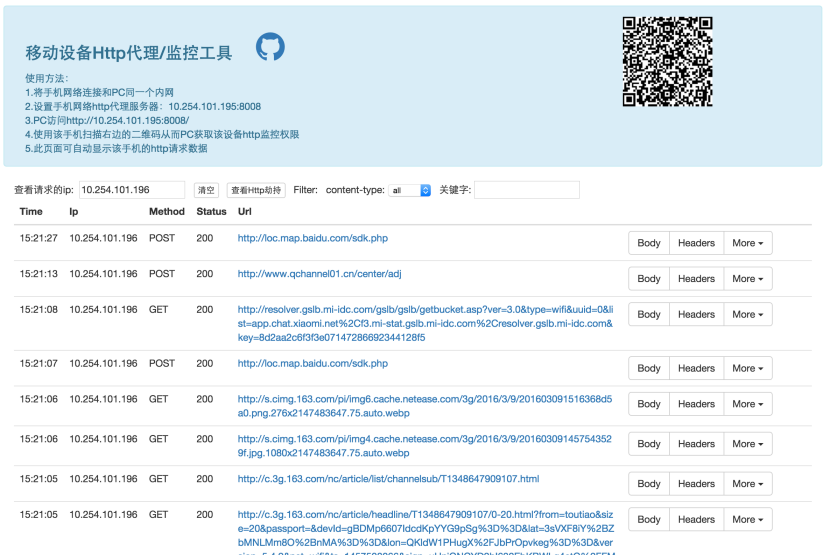 移动设备Http代理/监控工具
使用方法：
1.将手机网络连接和PC同一个内网
2.设置手机网络http代理服务器：10.254.101.195:8008
3.PC访问http://10.254.101.195:8008/
4.使用该手机扫描右边的二维码从而PC获取该设备http监控权限
5.此页面可自动显示该手机的http请求数据
查看请求的ip: 10.254.101.196 清空 查看Http劫持 Filter: content-type: all 关键字:
Time Ip Method Status Url
15:21:27 10.254.101.196 POST 200 http://loc.map.baidu.com/sdk.php Body Headers More
15:21:13 10.254.101.196 POST 200 http://www.qchannel01.cn/center/adj Body Headers More
15:21:08 10.254.101.196 GET 200 http://resolver.gslb.mi-idc.com/gslb/gslb/getbucket.asp?ver=3.0&type=wifi&uuid=0&li Body Headers More
st=app.chat.xiaomi.net%2Cf3.mi-stat.gslb.mi-idc.com%2Cresolver.gslb.mi-idc.com&
key=8d2aa2c6f3f3e07147286692344128f5
15:21:07 10.254.101.196 POST 200 http://loc.map.baidu.com/sdk.php Body Headers More
15:21:06 10.254.101.196 GET 200 http://s.cimg.163.com/pi/img6.cache.netease.com/3g/2016/3/9/201603091516368d5 Body Headers More
a0.png.276x2147483647.75.auto.webp
15:21:06 10.254.101.196 GET 200 http://s.cimg.163.com/pi/img4.cache.netease.com/3g/2016/3/9/20160309145754352 Body Headers More
9f.jpg.1080x2147483647.75.auto.webp
15:21:05 10.254.101.196 GET 200 http://c.3g.163.com/nc/article/list/channelsub/T1348647909107.html Body Headers More
15:21:05 10.254.101.196 GET 200 http://c.3g.163.com/nc/article/headline/T1348647909107/0-20.html?from=toutiao&siz Body Headers More
e=20&passport=&devId=gBDMp6607IdcdKpYYG9pSg%3D%3D&lat=3sVXF8iY%2BZ
bMNLMm8O%2BnMA%3D%3D&lon=QKIdW1PHugX%2FJbPrOpvkeg%3D%3D&ver